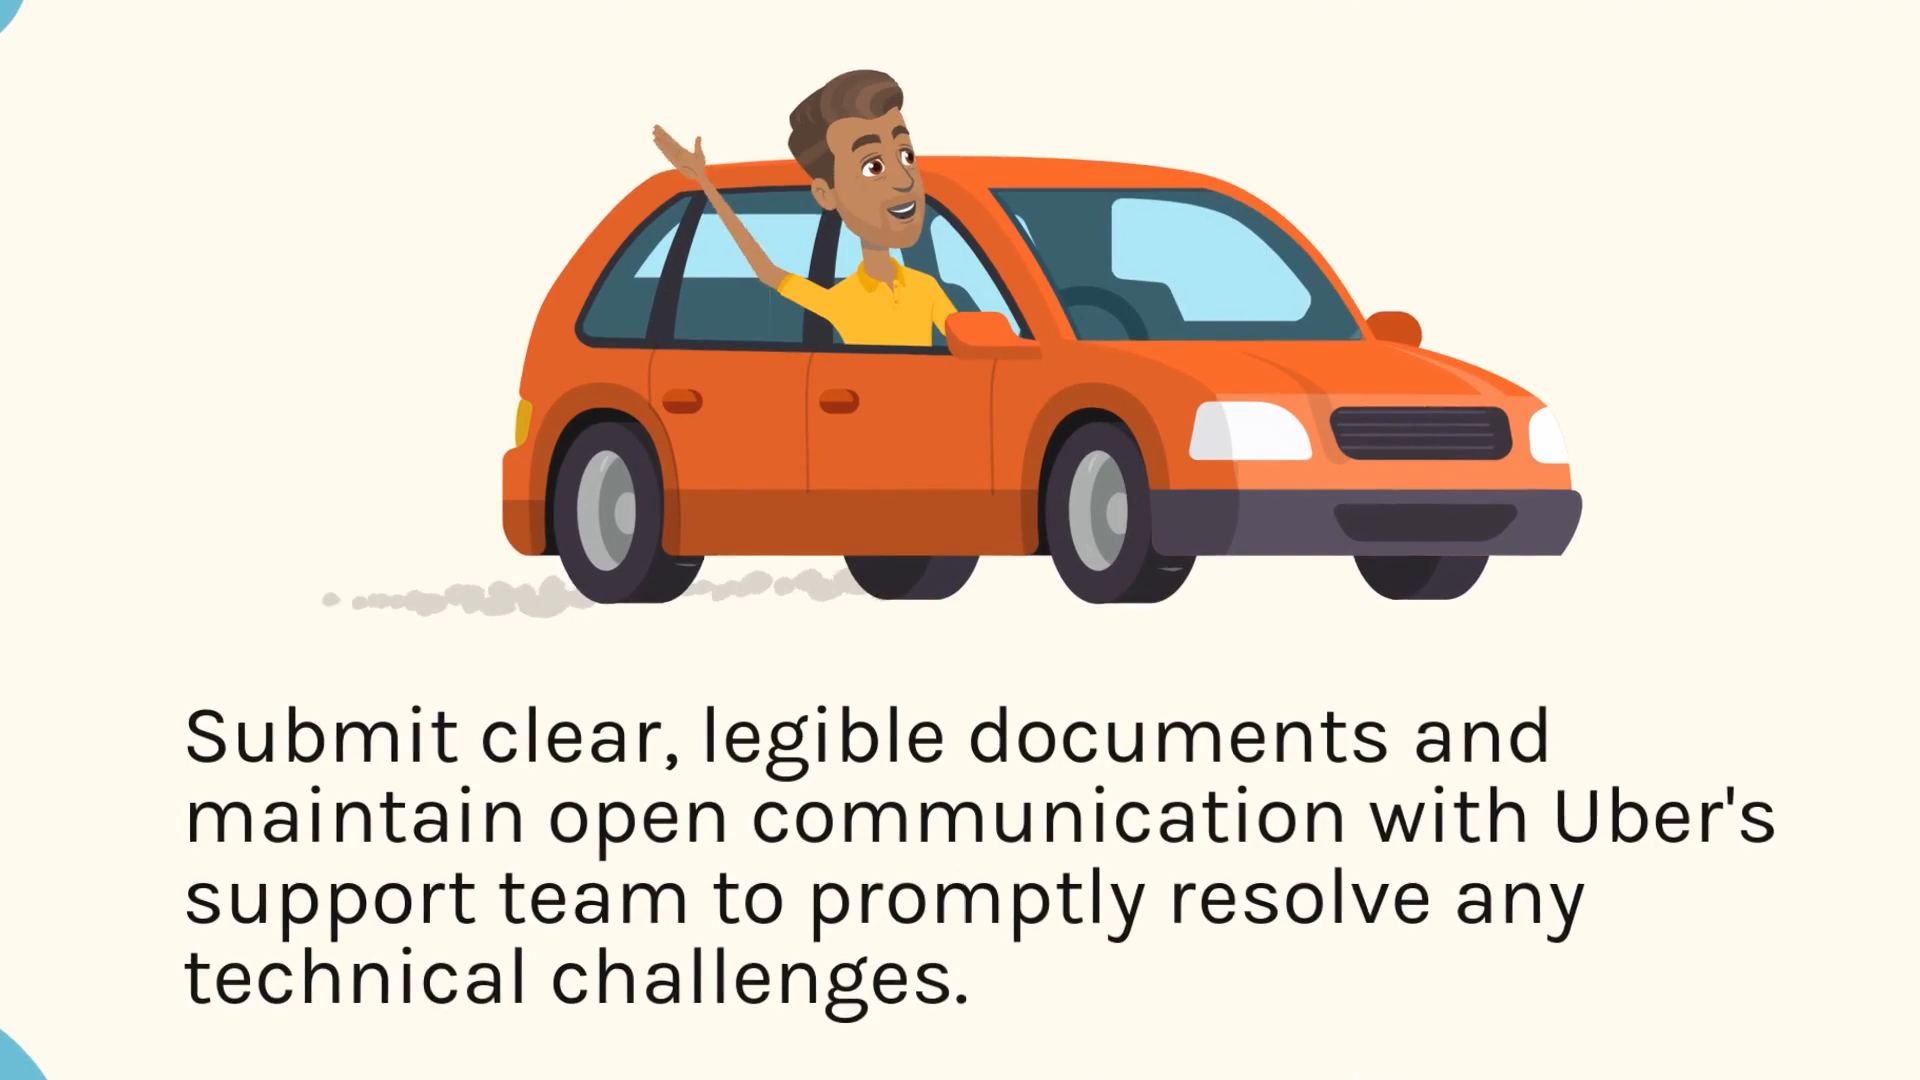 Submit clear, legible documents and
maintain open communication with Uber's
support team to promptly resolve any
technical challenges.